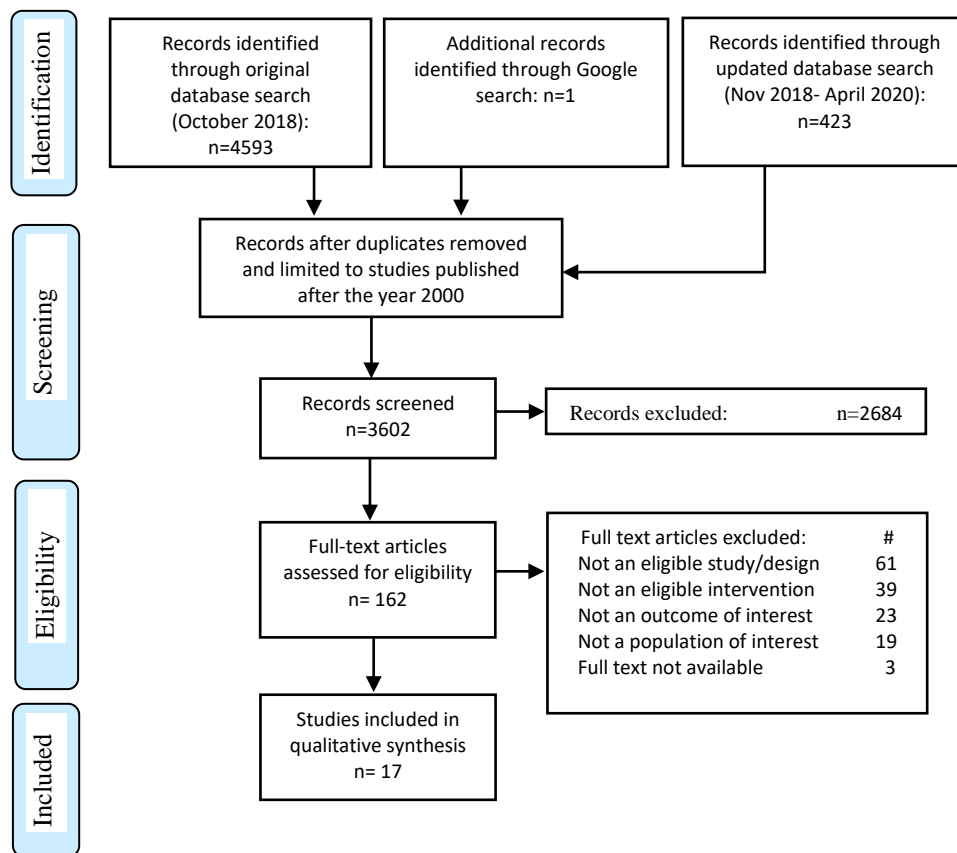 Identification
Records identified
through original
database search
(October 2018):
n=4593
Additional records
identified through Google
search: n=1
Records identified through
updated database search
(Nov 2018- April 2020):
n=423
Screening
Records after duplicates removed
and limited to studies published
after the year 2000
Records screened
n=3602
Records excluded: n=2684
Eligibility
Full-text articles
assessed for eligibility
n= 162
Full text articles excluded: #
Not an eligible study/design 61
Not an eligible intervention 39
Not an outcome of interest 23
Not a population of interest 19
Full text not available 3
Included
Studies included in
qualitative synthesis
n= 17